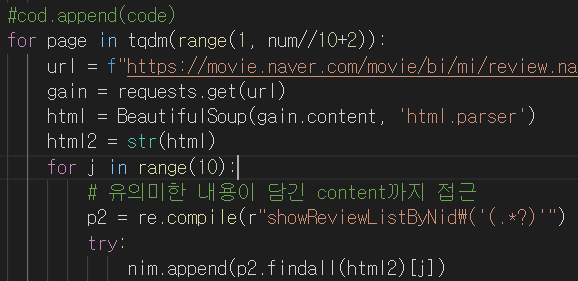 #cod.append(code)
for page in tqdm(range(1, num//10+2)):
url = f"https://movie.naver.com/movie/bi/mi/review.na
gain = requests.get(url)
html = BeautifulSoup(gain.content, 'html.parser')
html2 = str(html)
for j in range(10):
# 유의미한 내용이 담긴 content까지 접근
p2 = re.compile(r"showReviewListByNid₩('(.*?)'")
try:
nim.append(p2.findall(html2)[j])